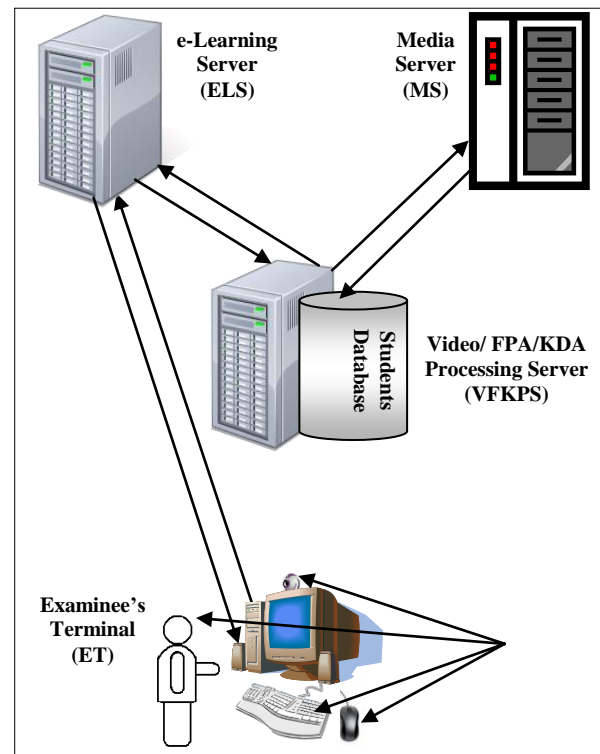 e-Learning
Server
(ELS)
Media
Server
(MS)
Students
Database
Video/ FPA/KDA
Processing Server
(VFKPS)
Examinee's
Terminal
(ET)